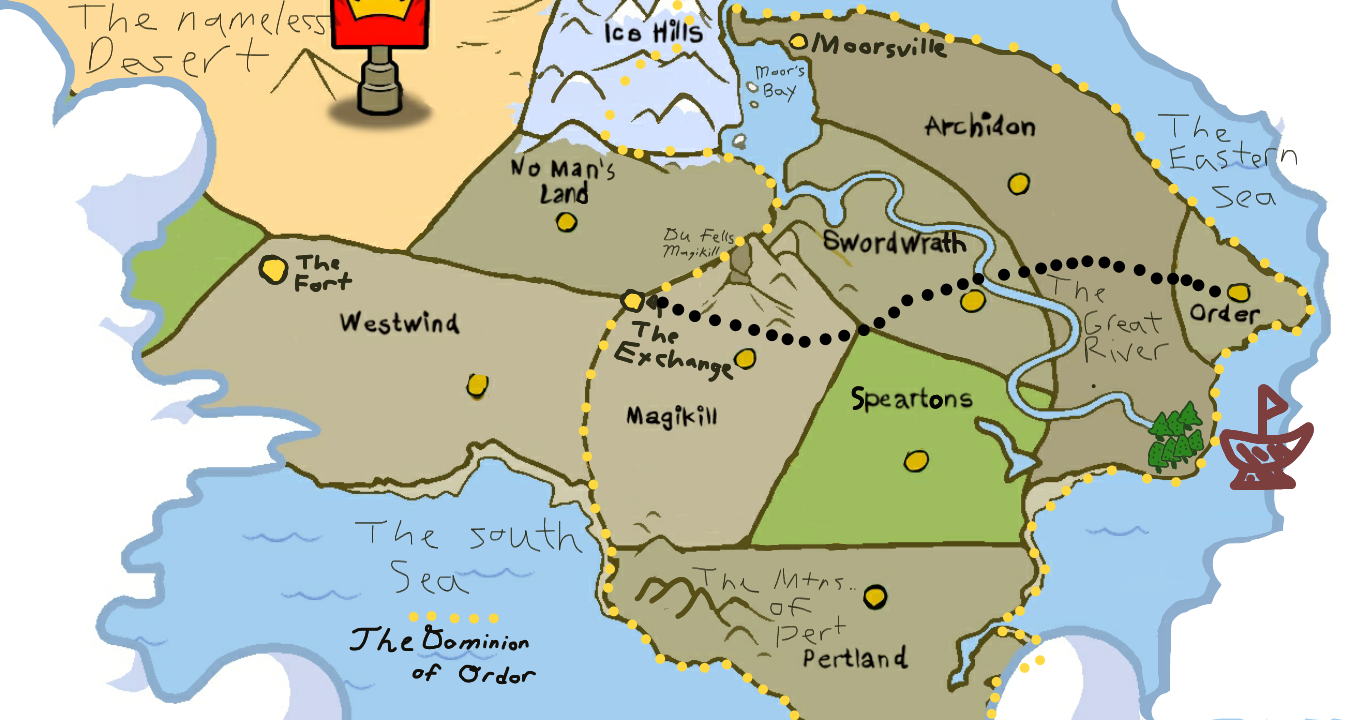 The nameless
Desert
Ice Hills
Moorsville
Moor's
Bay
Archidon
The
Eastern
Sea
No Man's
Land
Du Fells
Magikill
Swordwrath
The
Fort
Westwind
The
Exchange
The
Great
River
Order
Magikill
Speartons
The south
Sea
The Dominion
of Order
The Mtns..
of
Pert
Pertland